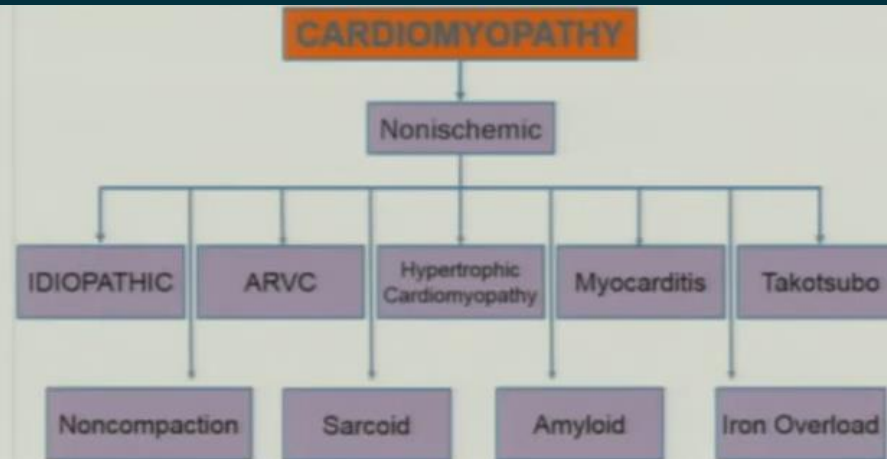 CARDIOMYOPATHY
Nonischemic
IDIOPATHIC
ARVC
Hypertrophic
Cardiomyopathy
Myocarditis
Takotsubo
Noncompaction
Sarcoid
Amyloid
Iron Overload